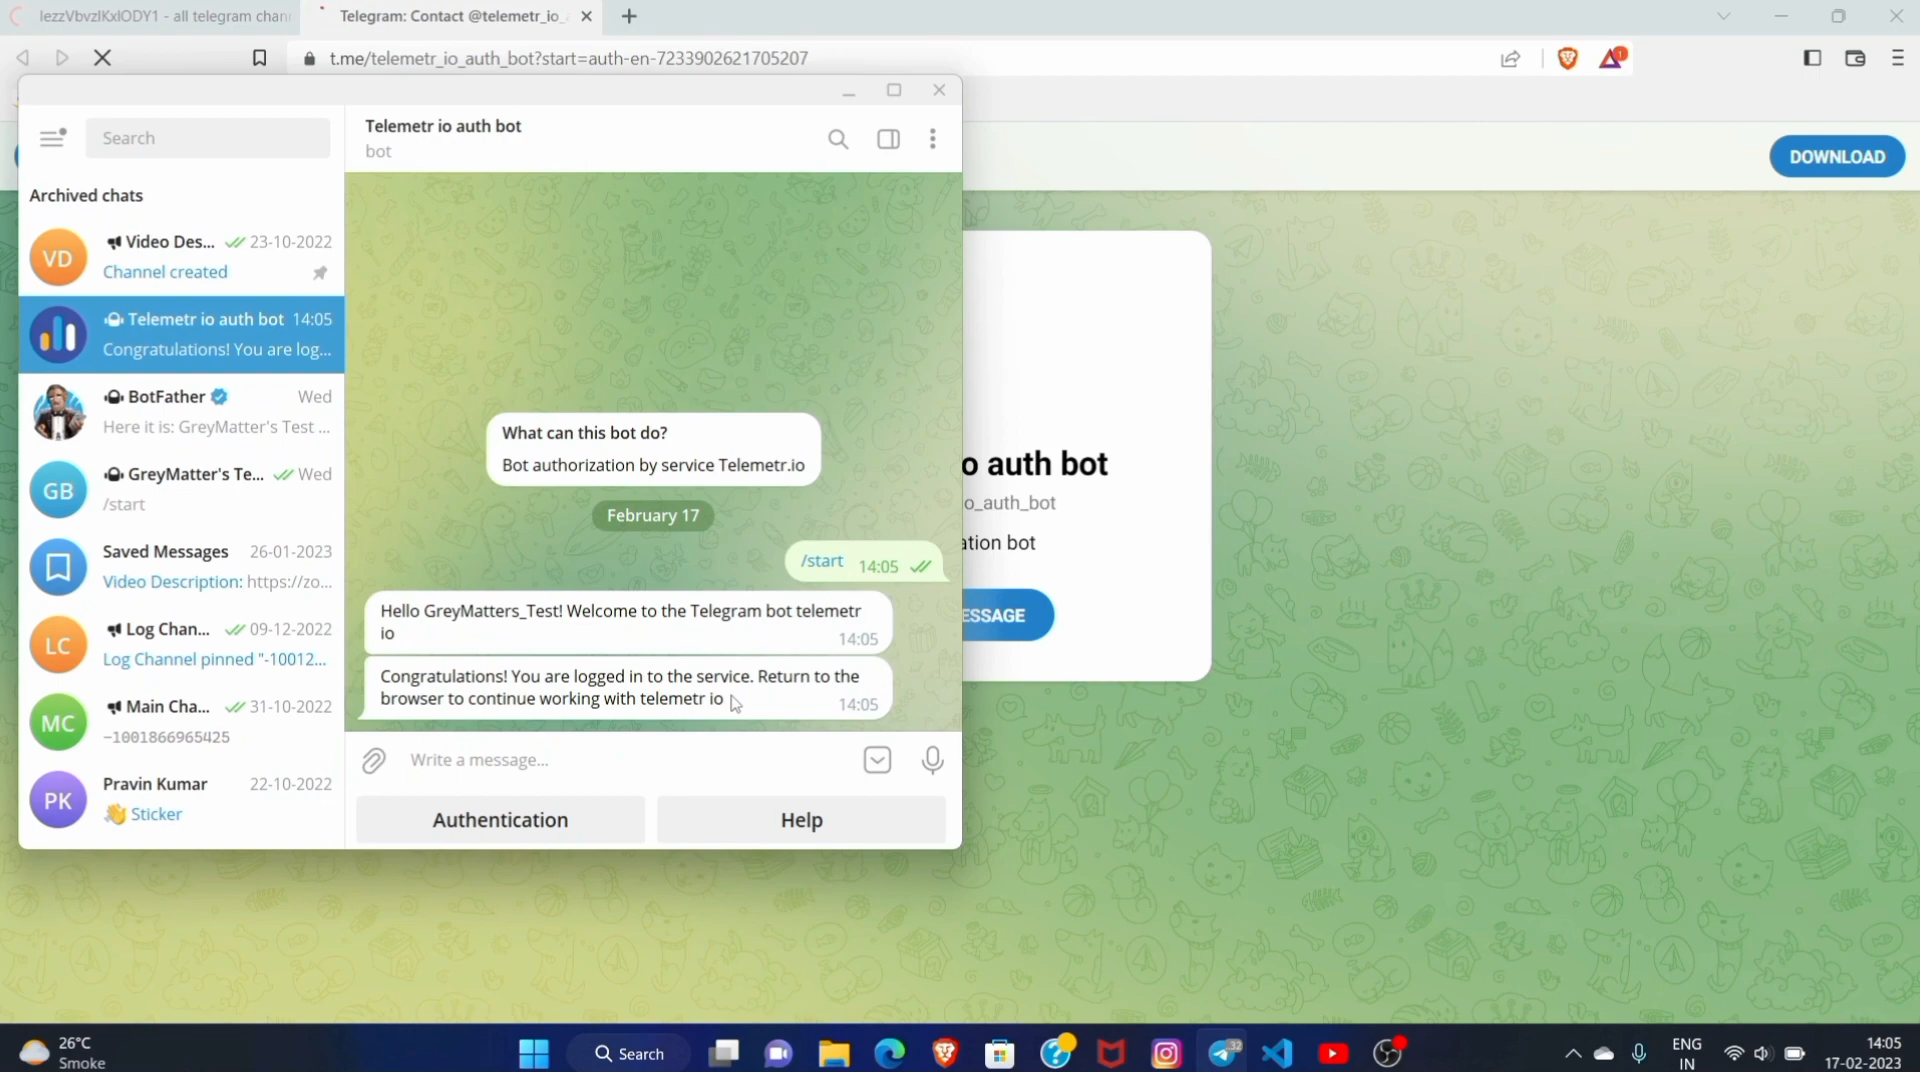 IezzVbvzlKxlODY1 - all telegram chan
Telegram: Contact @telemetr_io_
t.me/telemetr_io_auth_bot?start=auth-en-7233902621705207
1
DOWNLOAD
Search
Archived chats
VD
Video Des... 23-10-2022
Channel created
Telemetr io auth bot 14:05
Congratulations! You are log...
BotFather Wed
Here it is: GreyMatter's Test ...
GB
GreyMatter's Te... Wed
/start
Saved Messages 26-01-2023
Video Description: https://zo...
LC
Log Chan... 09-12-2022
Log Channel pinned "-10012...
MC
Main Cha... 31-10-2022
-1001866965425
PK
Pravin Kumar 22-10-2022
Sticker
Telemetr io auth bot
bot
What can this bot do?
Bot authorization by service Telemetr.io
February 17
/start 14:05
Hello GreyMatters_Test! Welcome to the Telegram bot telemetr
io
14:05
Congratulations! You are logged in to the service. Return to the
browser to continue working with telemetr io
14:05
Write a message...
Authentication
Help
o auth bot
o_auth_bot
ation bot
ESSAGE
26°C
Smoke
Search
32
ENG
IN
14:05
17-02-2023